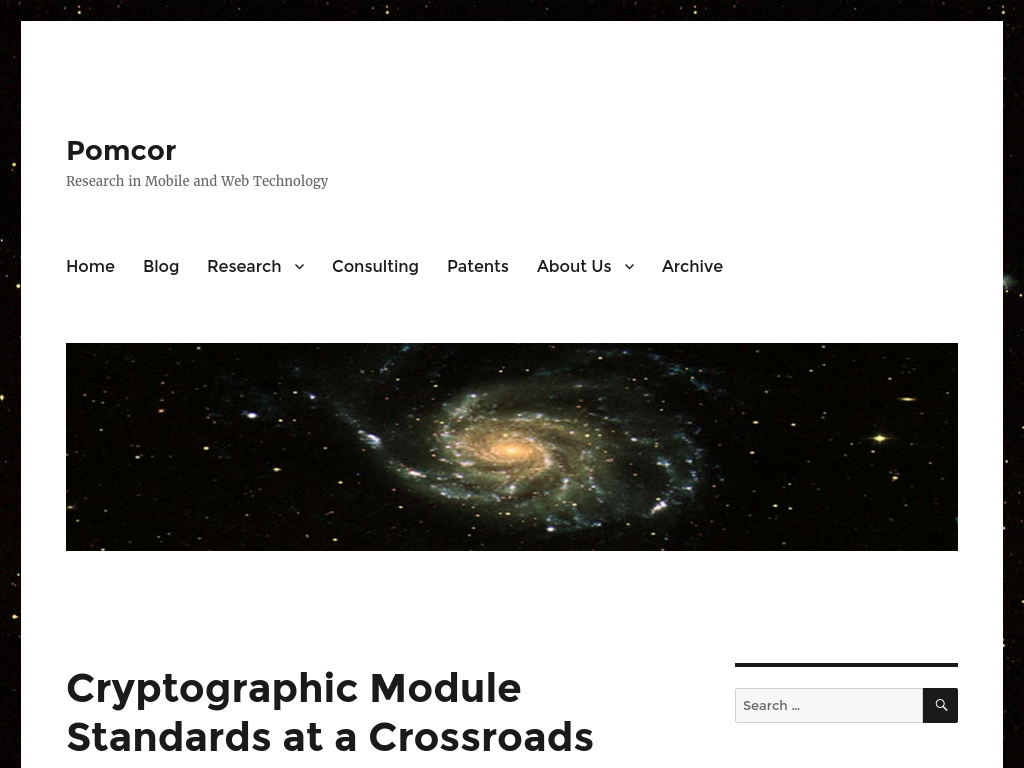 Pomcor
Research in Mobile and Web Technology
Home Blog Research Consulting Patents About Us Archive
Cryptographic Module
Standards at a Crossroads
Search …